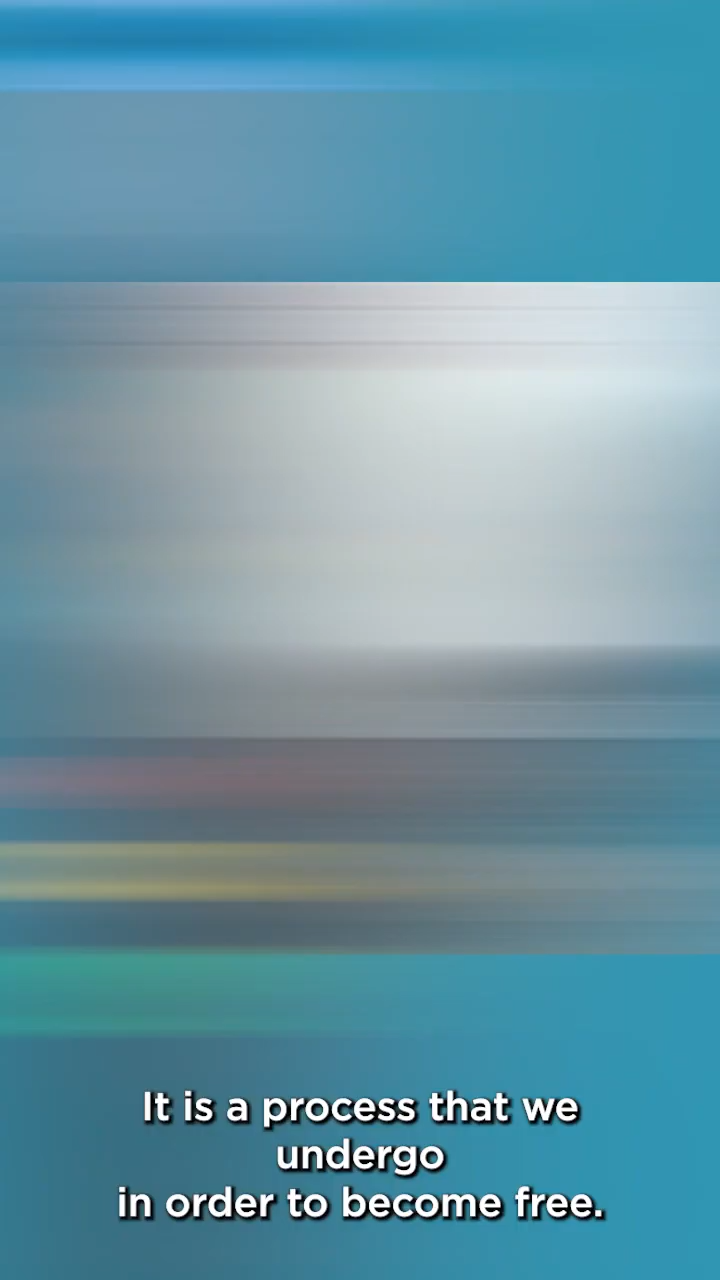 It is a process that we
undergo
in order to become free.